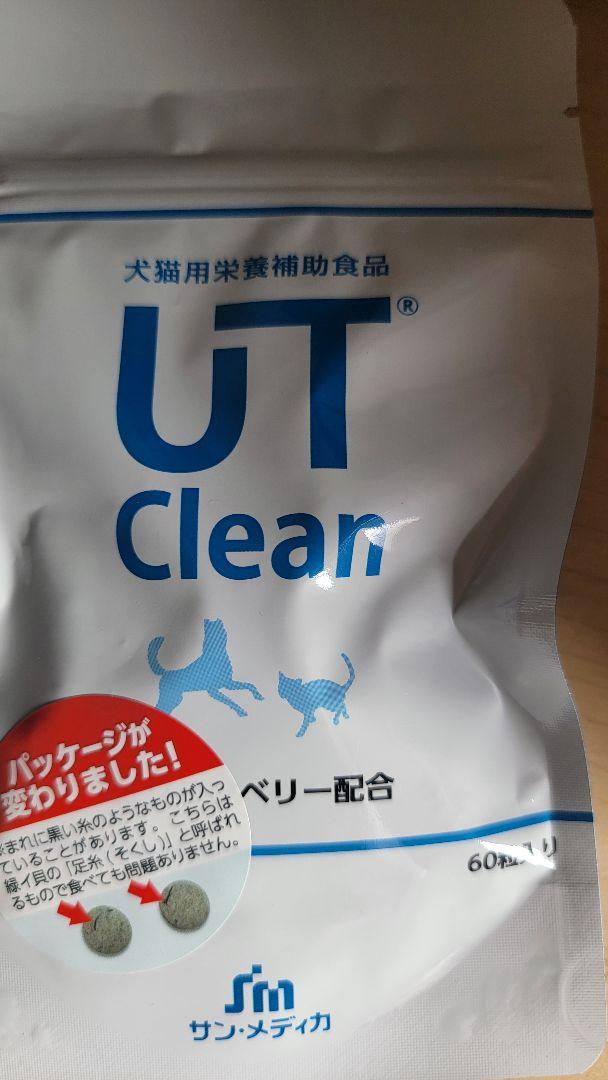 犬猫用栄養補助食品
UT®
Clean
ベリー配合
パッケージが
変わりました!
まれに黒い糸のようなものが入っ
ていることがあります。こちらは
緑イ貝の「足糸(そくし)」と呼ばれ
るもので食べても問題ありません。
60粒入り
Sm
サン・メディカ